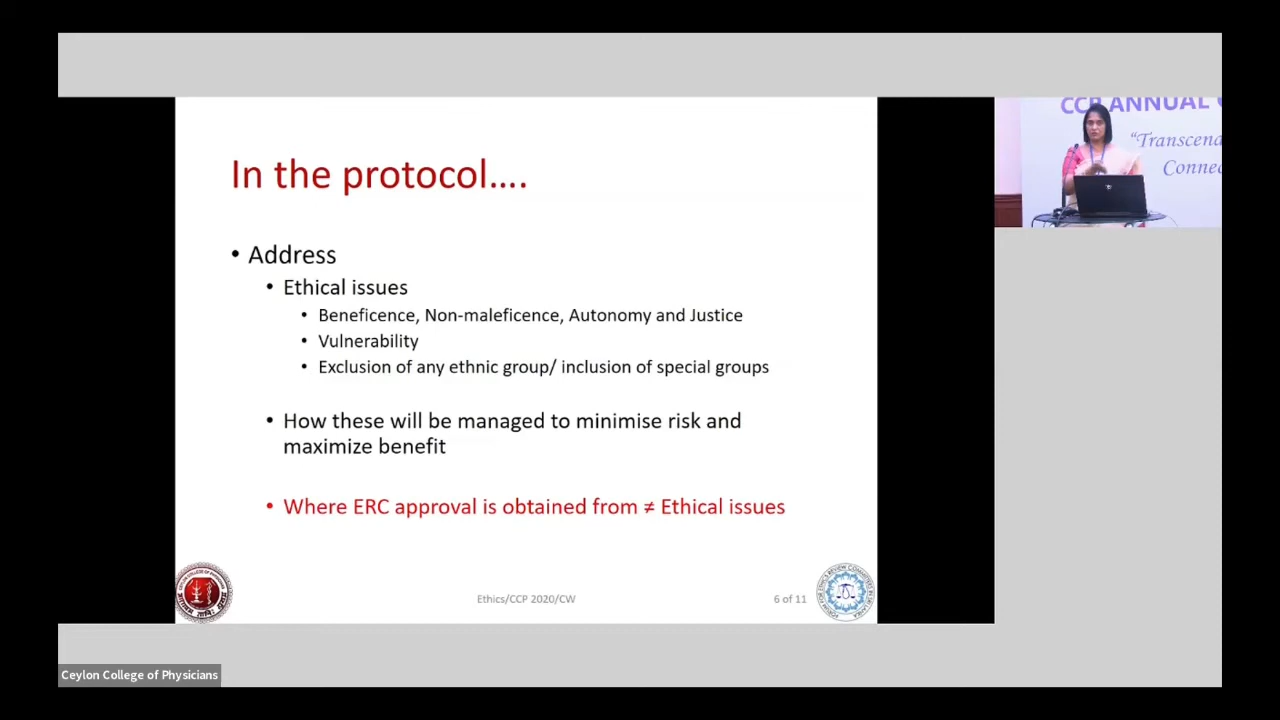 CCP ANNUAL
"Transcend
Connec
In the protocol....
• Address
• Ethical issues
• Beneficence, Non-maleficence, Autonomy and Justice
• Vulnerability
• Exclusion of any ethnic group/ inclusion of special groups
• How these will be managed to minimise risk and
maximize benefit
• Where ERC approval is obtained from ≠ Ethical issues
Ethics/CCP 2020/CW
6 of 11
Ceylon College of Physicians